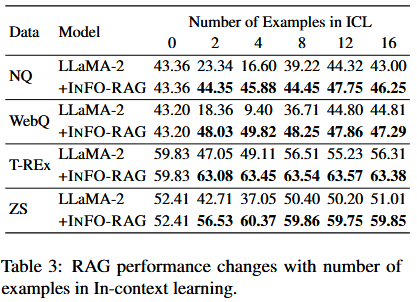 Data Model Number of Examples in ICL
0 2 4 8 12 16
NQ LLaMA-2 43.36 23.34 16.60 39.22 44.32 43.00
+INFO-RAG 43.36 44.35 45.88 44.45 47.75 46.25
WebQ LLaMA-2 43.20 18.36 9.40 36.71 44.80 44.81
+INFO-RAG 43.20 48.03 49.82 48.25 47.86 47.29
T-REx LLaMA-2 59.83 47.05 49.11 56.51 55.23 56.31
+INFO-RAG 59.83 63.08 63.45 63.54 63.57 63.38
ZS LLaMA-2 52.41 42.71 37.05 50.40 50.20 51.01
+INFO-RAG 52.41 56.53 60.37 59.86 59.75 59.85
Table 3: RAG performance changes with number of
examples in In-context learning.